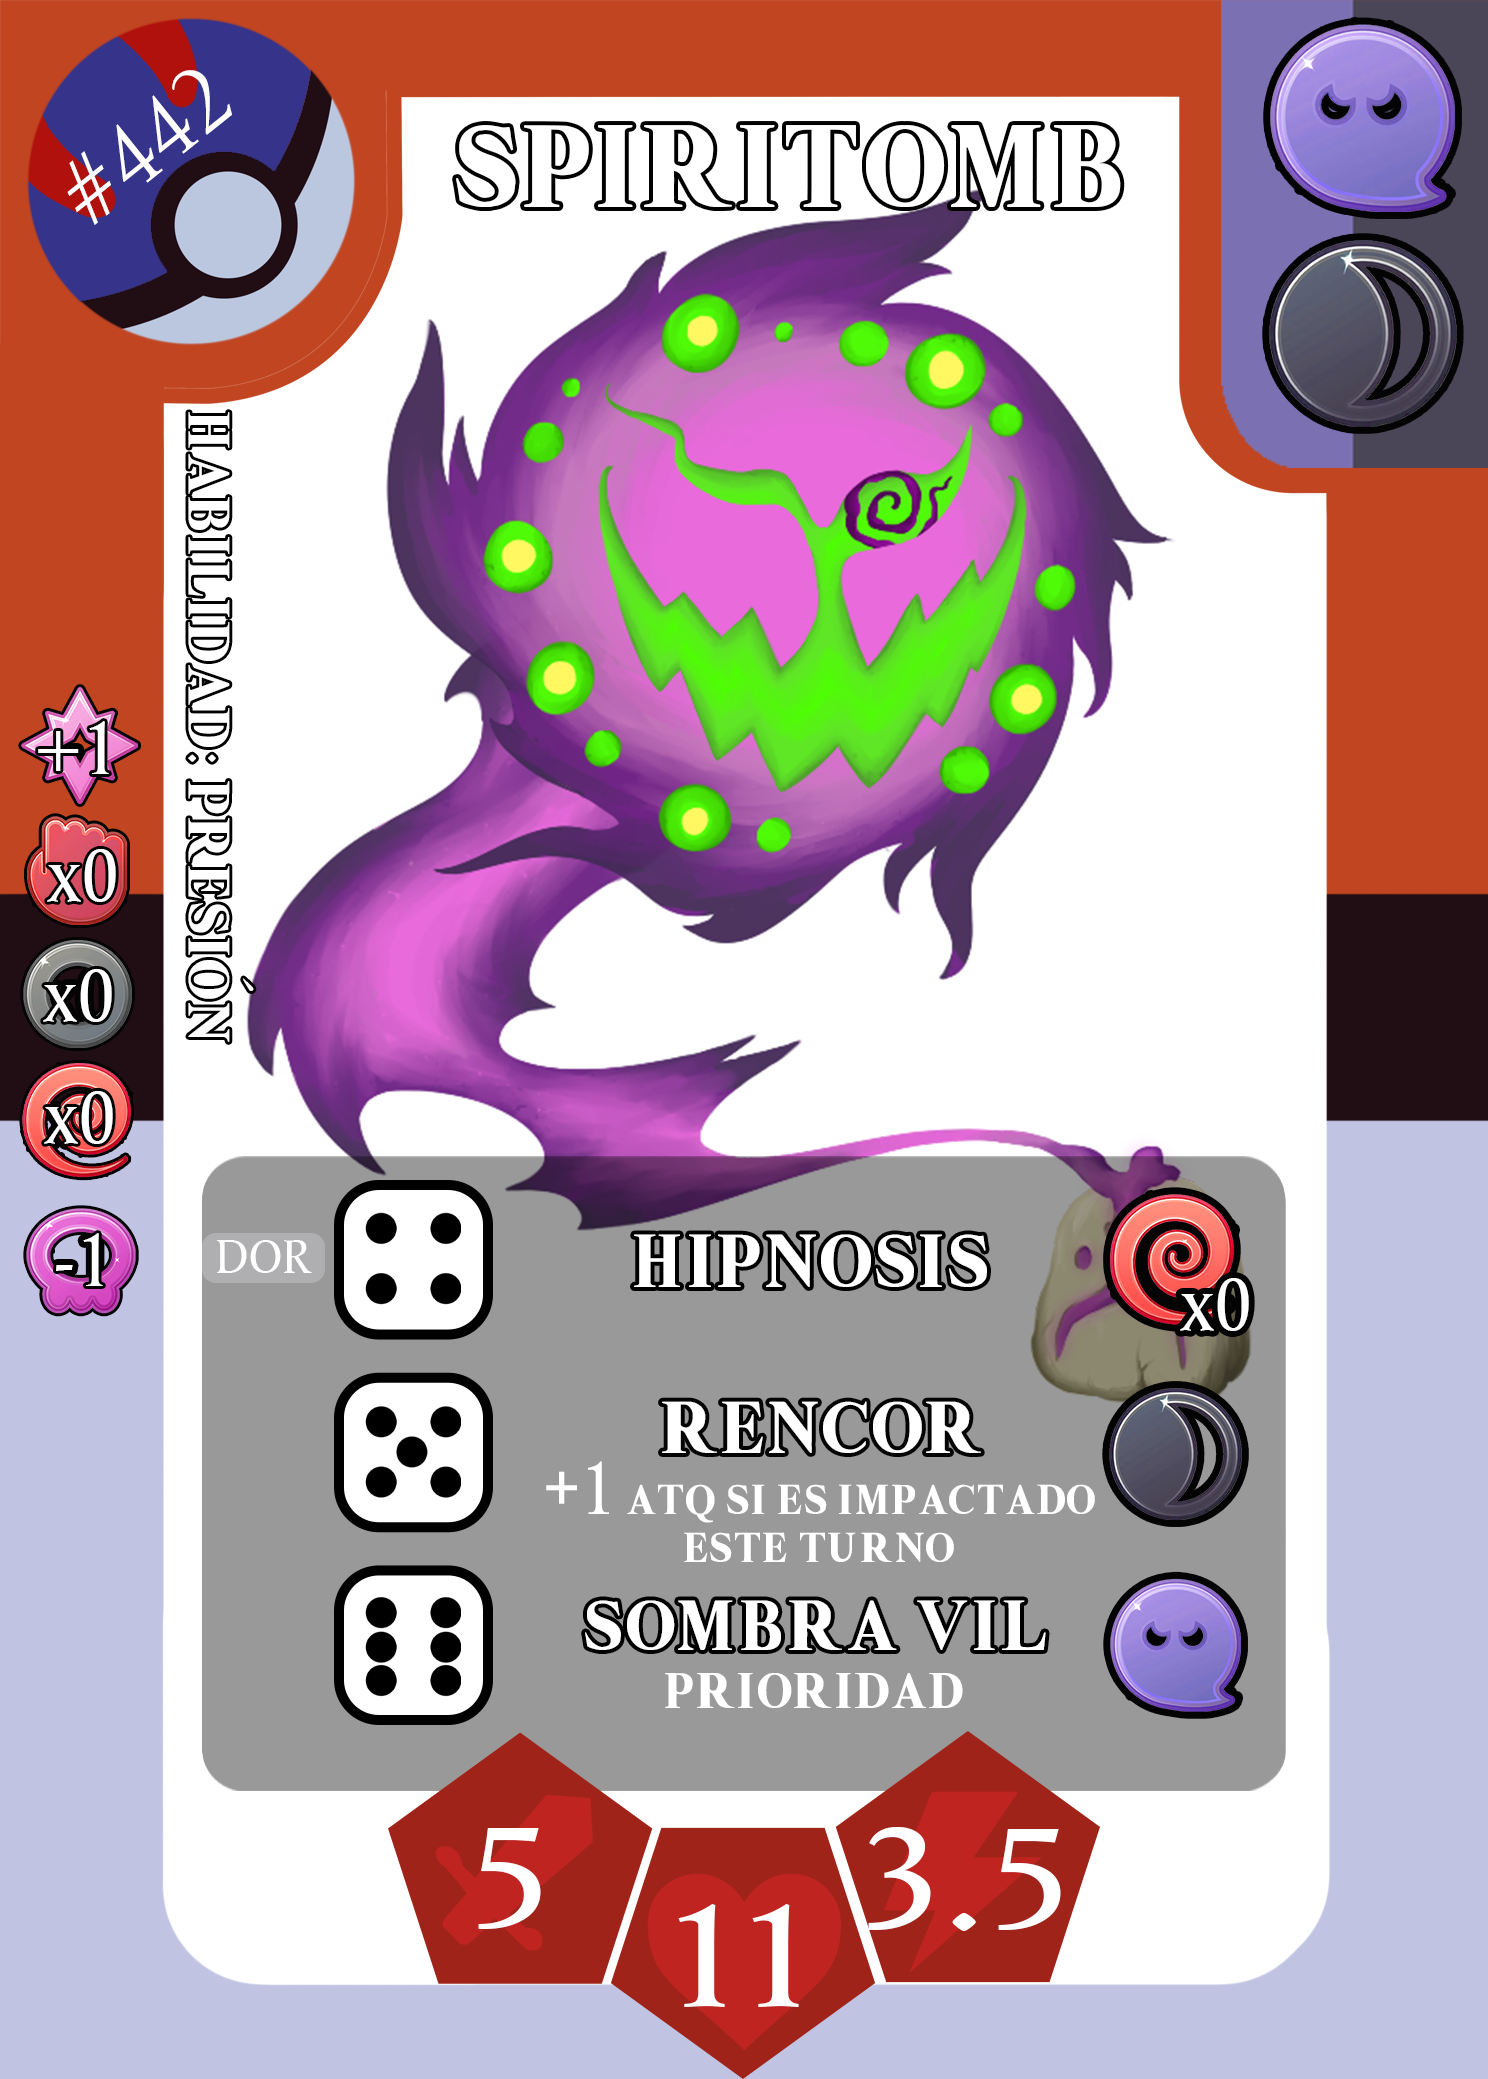 #442
SPIRITOMB
HABILIDAD: PRESIÓN
+1
x0
x0
x0
-1
DOR
HIPNOSIS
x0
RENCOR
+1 ATQ SI ES IMPACTADO
ESTE TURNO
SOMBRA VIL
PRIORIDAD
5
11
3.5